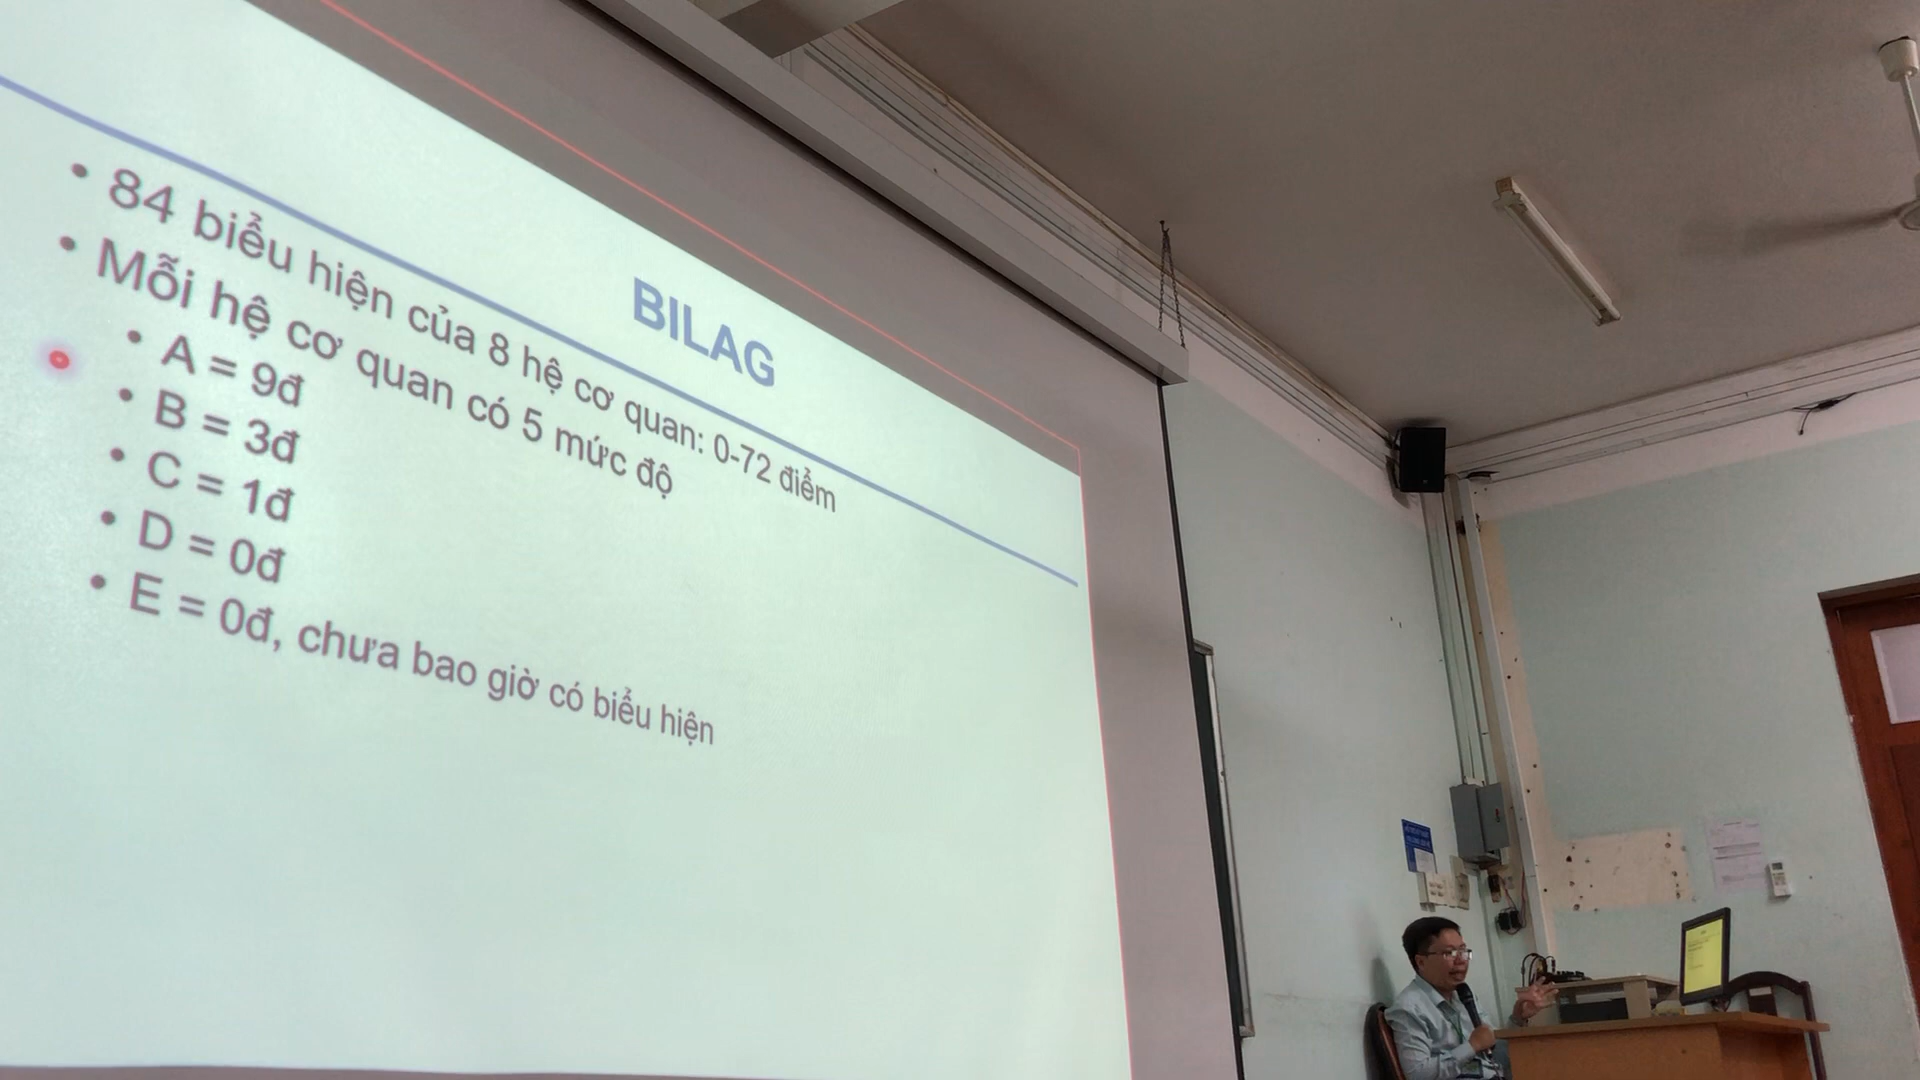 BILAG
• 84 biểu hiện của 8 hệ cơ quan: 0-72 điểm
• Mỗi hệ cơ quan có 5 mức độ
• A = 9đ
• B = 3đ
• C = 1đ
• D = 0đ
• E = 0đ, chưa bao giờ có biểu hiện